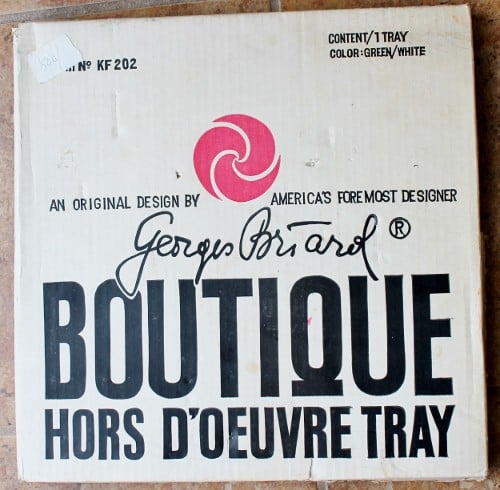 CONTENT/1 TRAY
Nº KF 202
COLOR: GREEN/WHITE
AN ORIGINAL DESIGN BY AMERICA'S FOREMOST DESIGNER
Georges Briard ®
BOUTIQUE
HORS D'OEUVRE TRAY